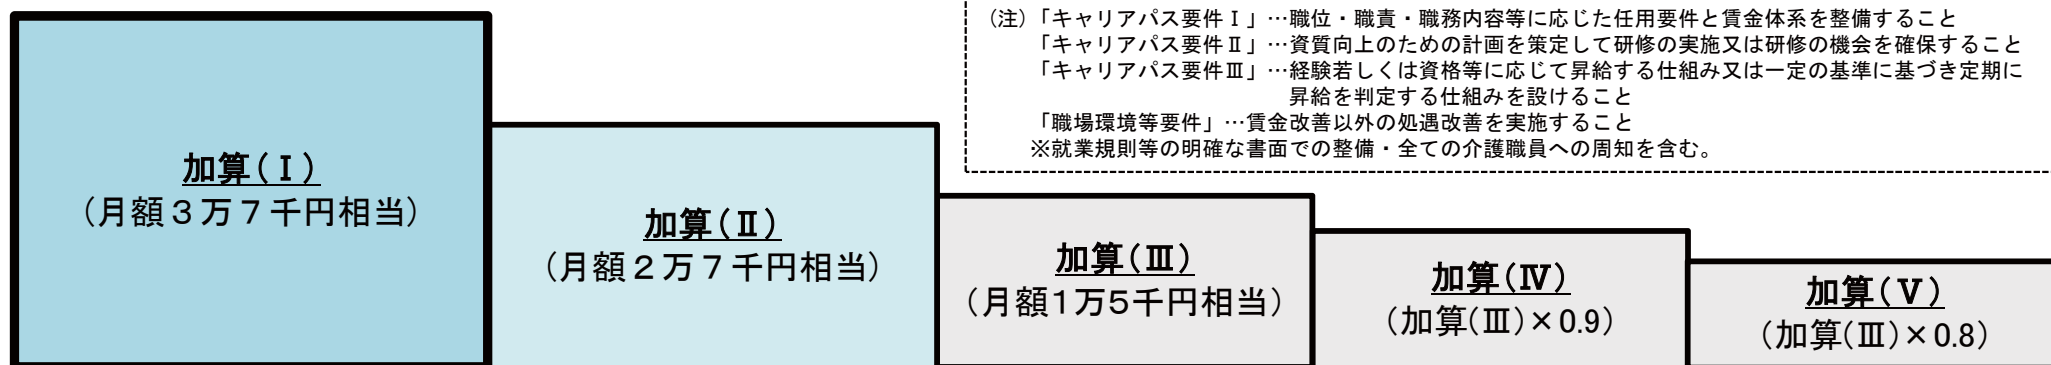 (注)「キャリアパス要件Ⅰ」…職位・職責・職務内容等に応じた任用要件と賃金体系を整備すること
「キャリアパス要件Ⅱ」…資質向上のための計画を策定して研修の実施又は研修の機会を確保すること
「キャリアパス要件Ⅲ」…経験若しくは資格等に応じて昇給する仕組み又は一定の基準に基づき定期に
昇給を判定する仕組みを設けること
「職場環境等要件」…賃金改善以外の処遇改善を実施すること
※就業規則等の明確な書面での整備・全ての介護職員への周知を含む。
加算(Ⅰ)
(月額3万7千円相当)
加算(Ⅱ)
(月額2万7千円相当)
加算(Ⅲ)
(月額1万5千円相当)
加算(Ⅳ)
(加算(Ⅲ)×0.9)
加算(Ⅴ)
(加算(Ⅲ)×0.8)